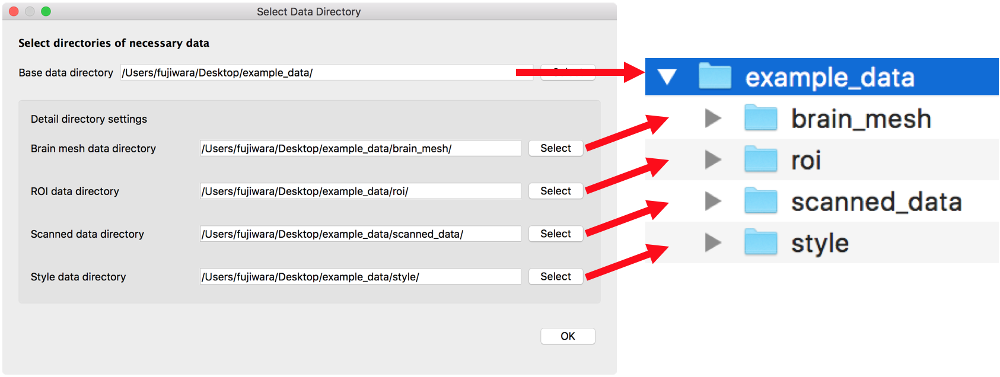 Select Data Directory
Select directories of necessary data
Base data directory /Users/fujiwara/Desktop/example_data/
Detail directory settings
Brain mesh data directory /Users/fujiwara/Desktop/example_data/brain_mesh/ Select
ROI data directory /Users/fujiwara/Desktop/example_data/roi/ Select
Scanned data directory /Users/fujiwara/Desktop/example_data/scanned_data/ Select
Style data directory /Users/fujiwara/Desktop/example_data/style/ Select
OK
example_data
brain_mesh
roi
scanned_data
style